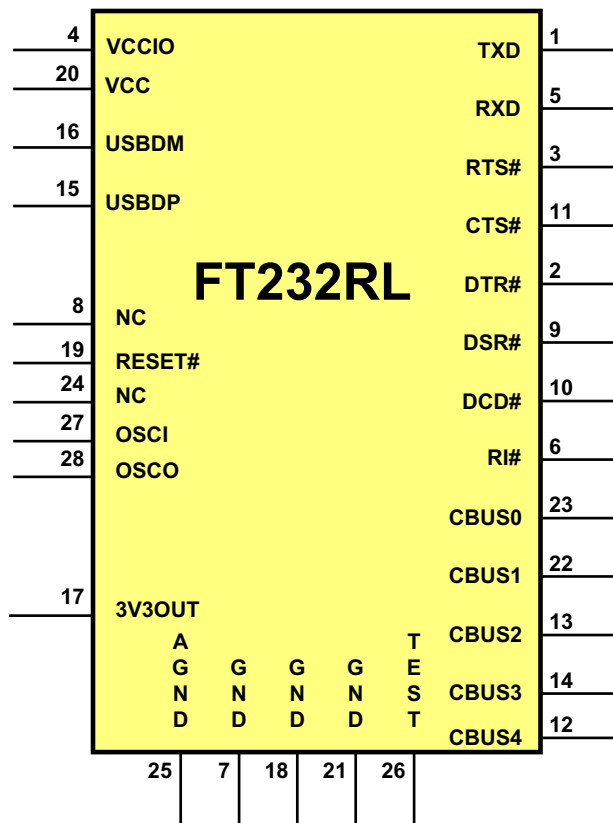 4 VCCIO TXD 1
20 VCC
RXD 5
16 USBDM
RTS# 3
15 USBDP
CTS# 11
FT232RL
DTR# 2
8 NC
DSR# 9
19 RESET#
24 NC
DCD# 10
27 OSCI
28 OSCO
RI# 6
CBUS0 23
CBUS1 22
17 3V3OUT
CBUS2 13
AGND GND GND GND TEST
CBUS3 14
CBUS4 12
25 7 18 21 26